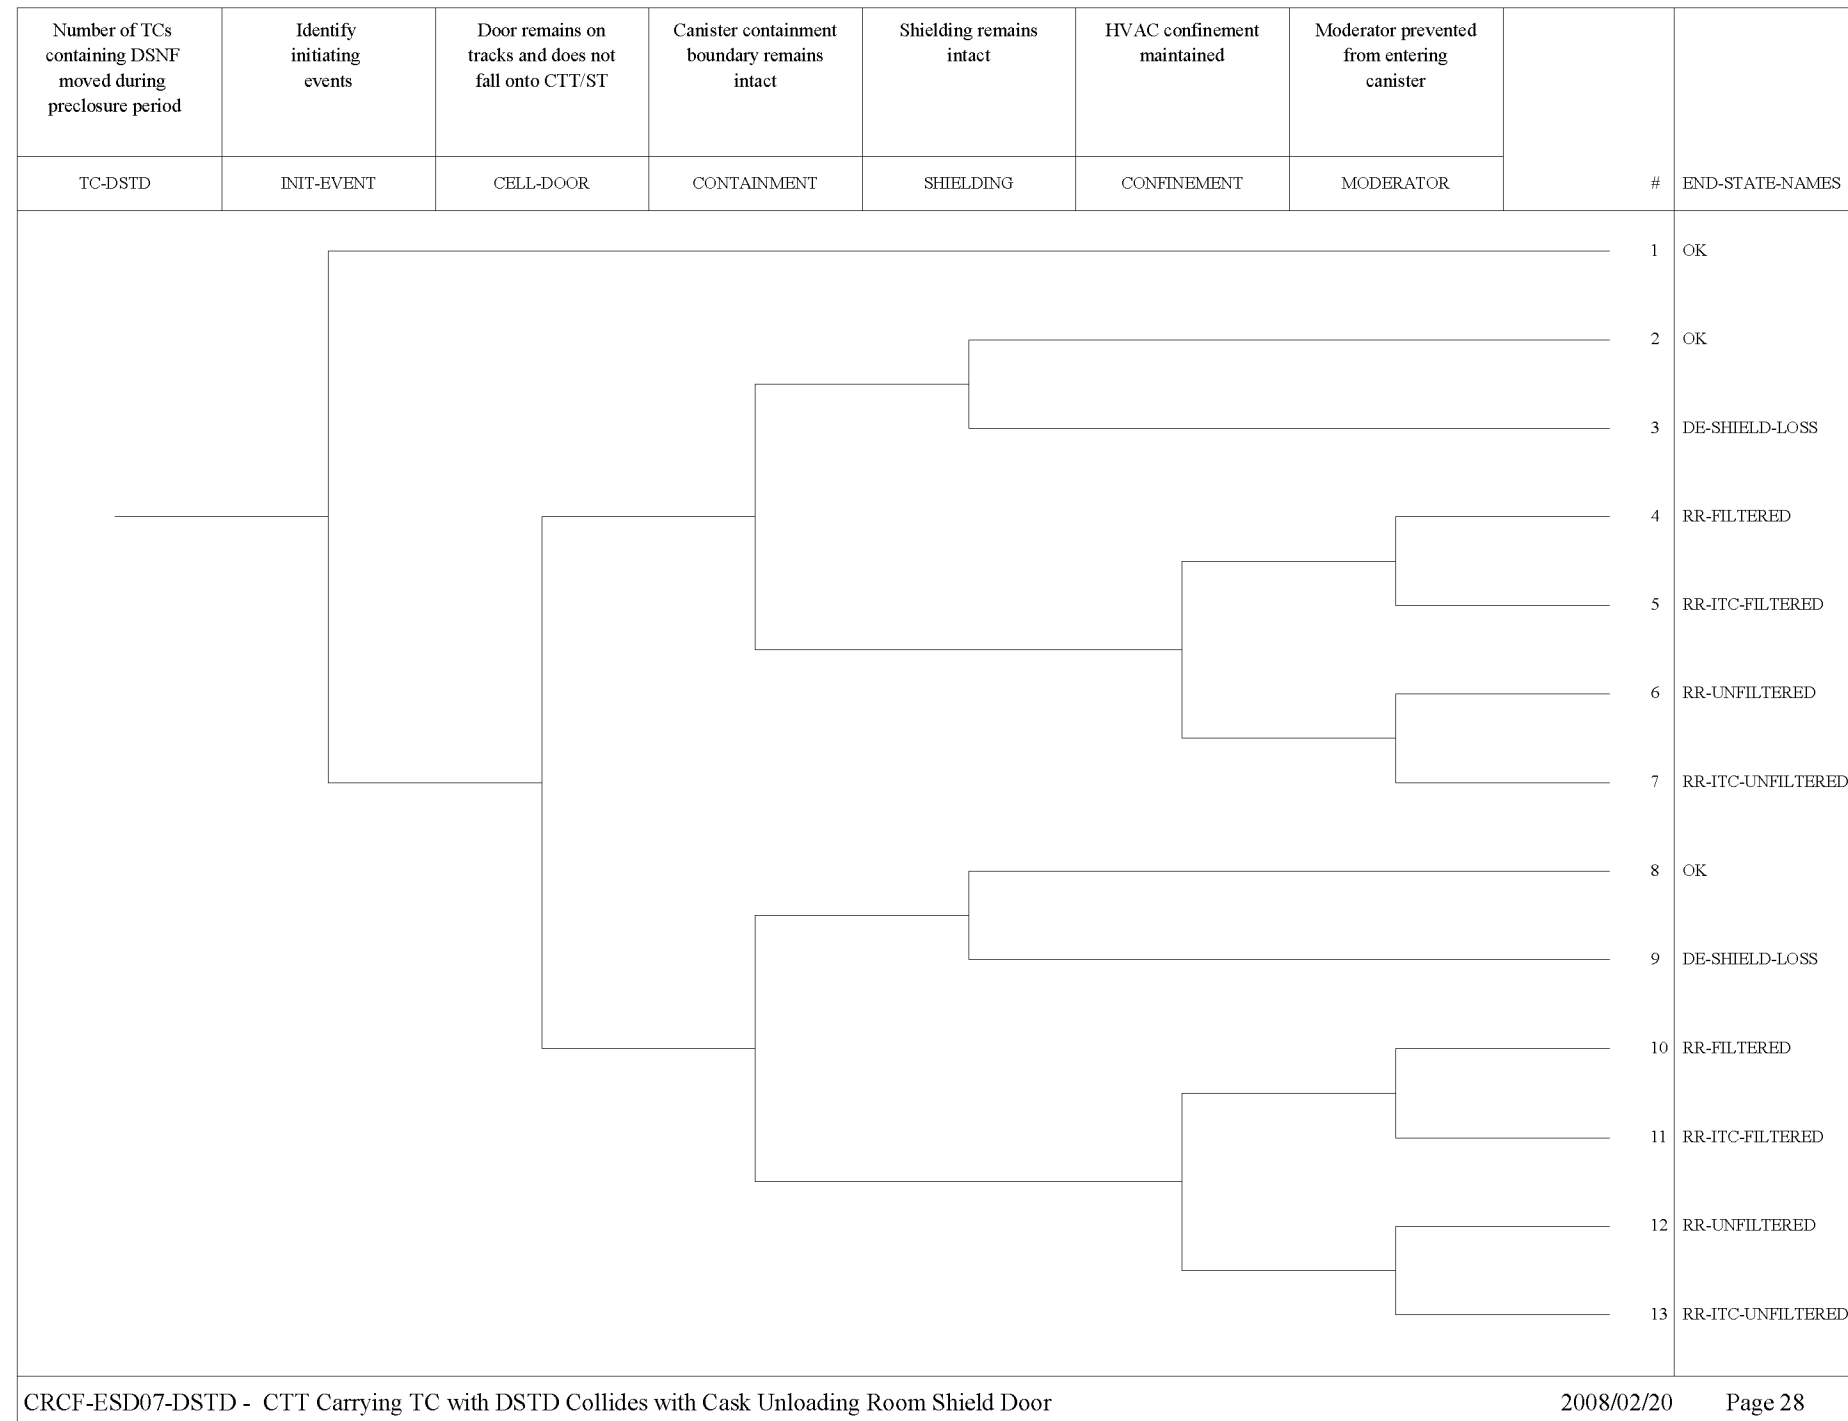 Number of TCs
containing DSNF
moved during
preclosure period
Identify
initiating
events
Door remains on
tracks and does not
fall onto CTT/ST
Canister containment
boundary remains
intact
Shielding remains
intact
HVAC confinement
maintained
Moderator prevented
from entering
canister
TC-DSTD
INIT-EVENT
CELL-DOOR
CONTAINMENT
SHIELDING
CONFINEMENT
MODERATOR
#
END-STATE-NAMES
1 OK
2 OK
3 DE-SHIELD-LOSS
4 RR-FILTERED
5 RR-ITC-FILTERED
6 RR-UNFILTERED
7 RR-ITC-UNFILTERED
8 OK
9 DE-SHIELD-LOSS
10 RR-FILTERED
11 RR-ITC-FILTERED
12 RR-UNFILTERED
13 RR-ITC-UNFILTERED
CRCF-ESD07-DSTD - CTT Carrying TC with DSTD Collides with Cask Unloading Room Shield Door
2008/02/20
Page 28